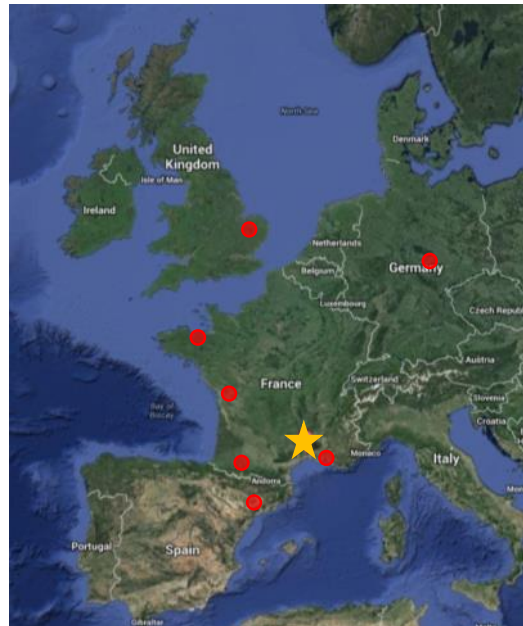 North Sea
Denmark
United
Kingdom
Isle of Man
Ireland
Netherlands
Germany
Belgium
Luxembourg
Czech Repu
Austria
France
Switzerland
Slovenia
Croatia
Bay of
Biscay
Monaco
Italy
Andorra
Portugal
Spain
Gibraltar